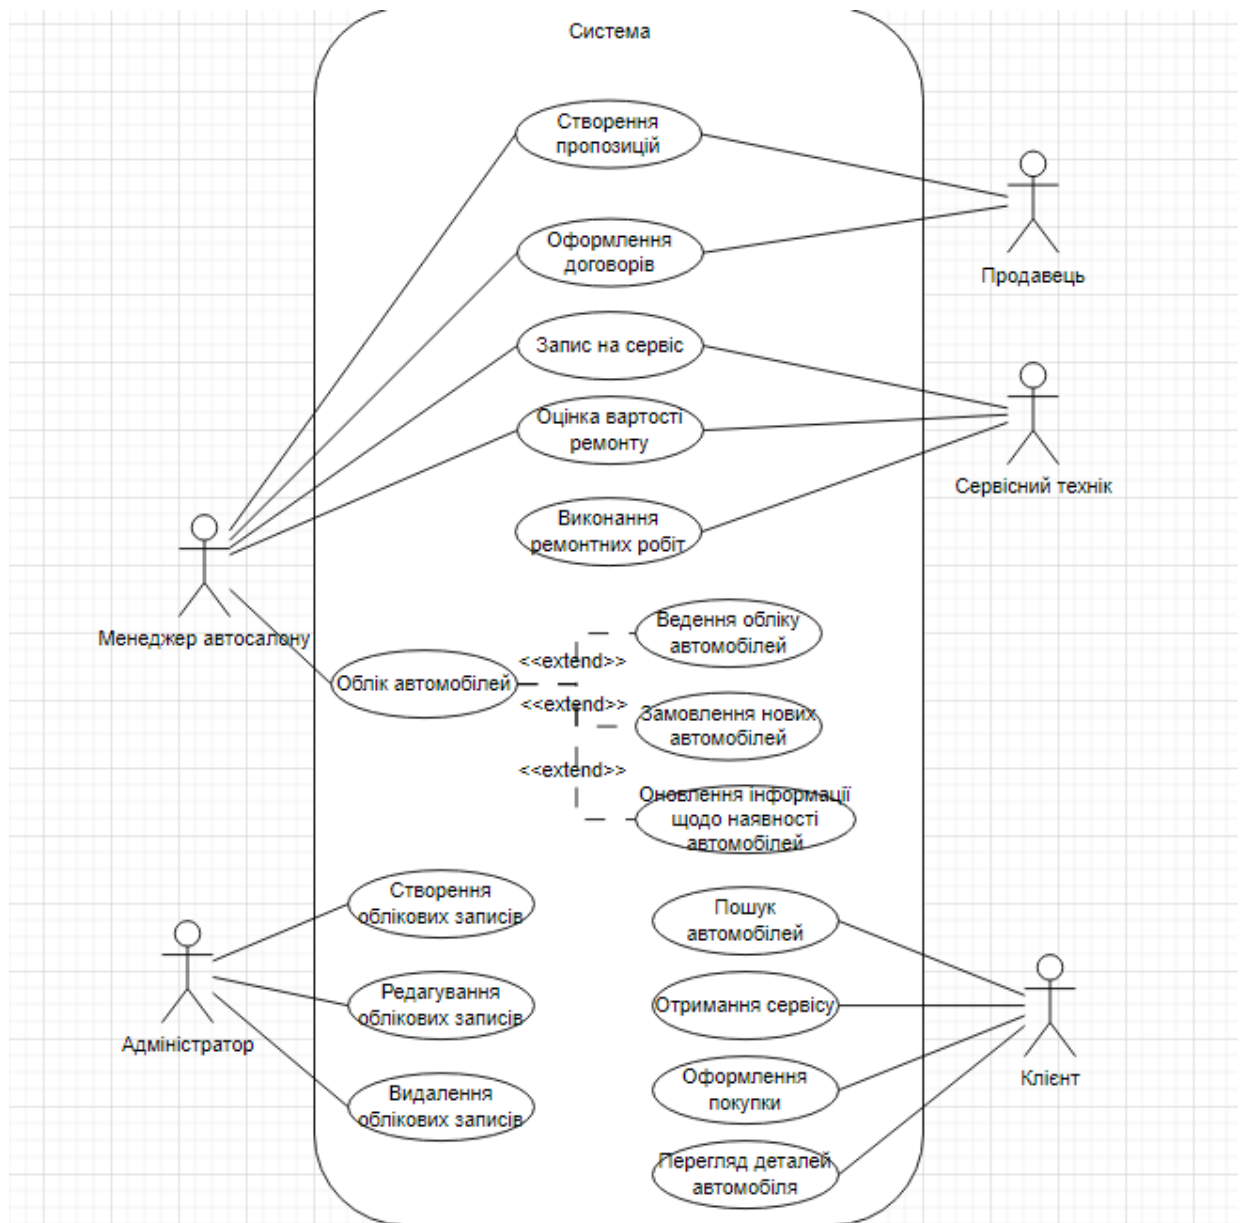 Система
Створення
пропозицій
Продавець
Оформлення
договорів
Запис на сервіс
Оцінка вартості
ремонту
Сервісний технік
Виконання
ремонтних робіт
Менеджер автосалону
Облік автомобілей
<<extend>>
<<extend>>
<<extend>>
Ведення обліку
автомобілей
Замовлення нових
автомобілей
Оновлення інформації
щодо наявності
автомобілей
Адміністратор
Створення
облікових записів
Редагування
облікових записів
Видалення
облікових записів
Пошук
автомобілей
Отримання сервісу
Оформлення
покупки
Перегляд деталей
автомобіля
Клієнт